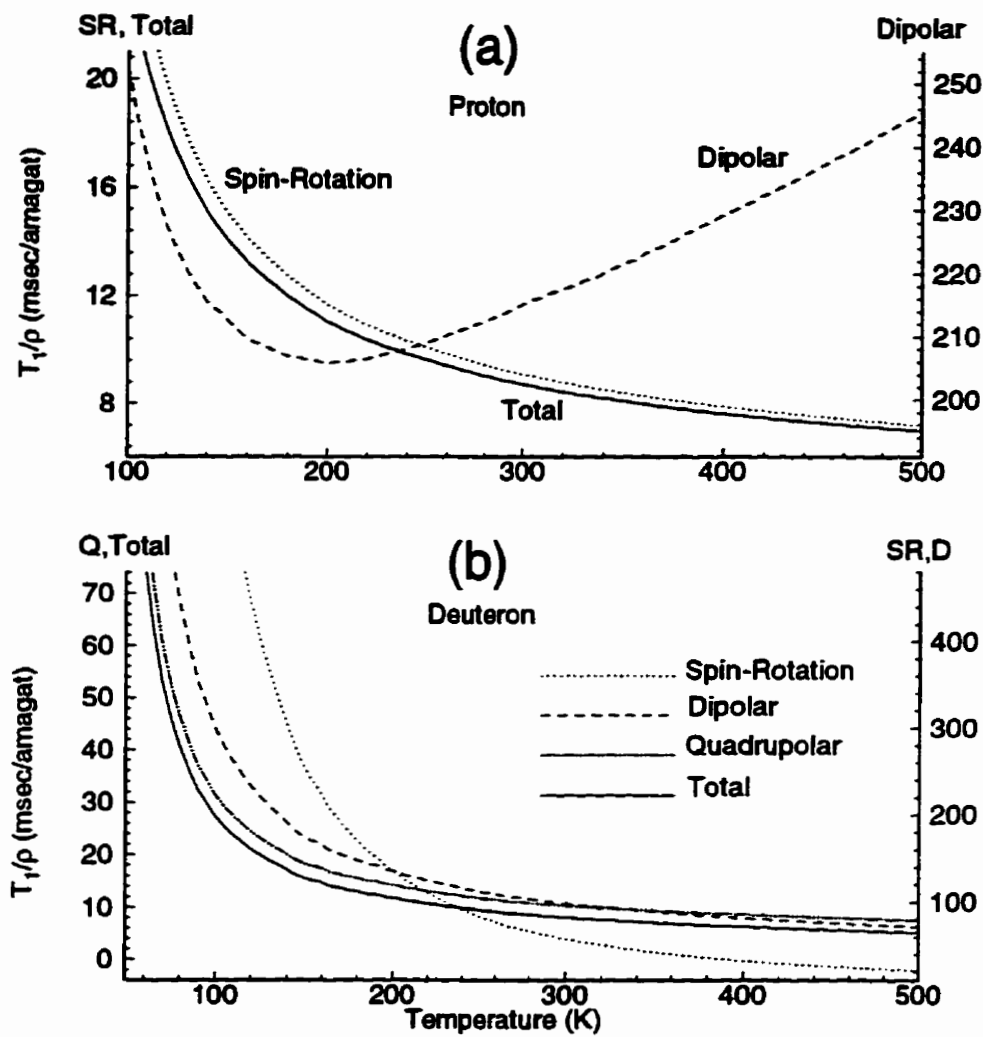 SR, Total
(a)
Dipolar
Proton
Spin-Rotation
Dipolar
Total
T₁/ρ (msec/amagat)
20
16
12
8
250
240
230
220
210
200
100 200 300 400 500
Q,Total
(b)
SR,D
Deuteron
Spin-Rotation
Dipolar
Quadrupolar
Total
T₁/ρ (msec/amagat)
70
60
50
40
30
20
10
0
400
300
200
100
100 200 300 400 500
Temperature (K)